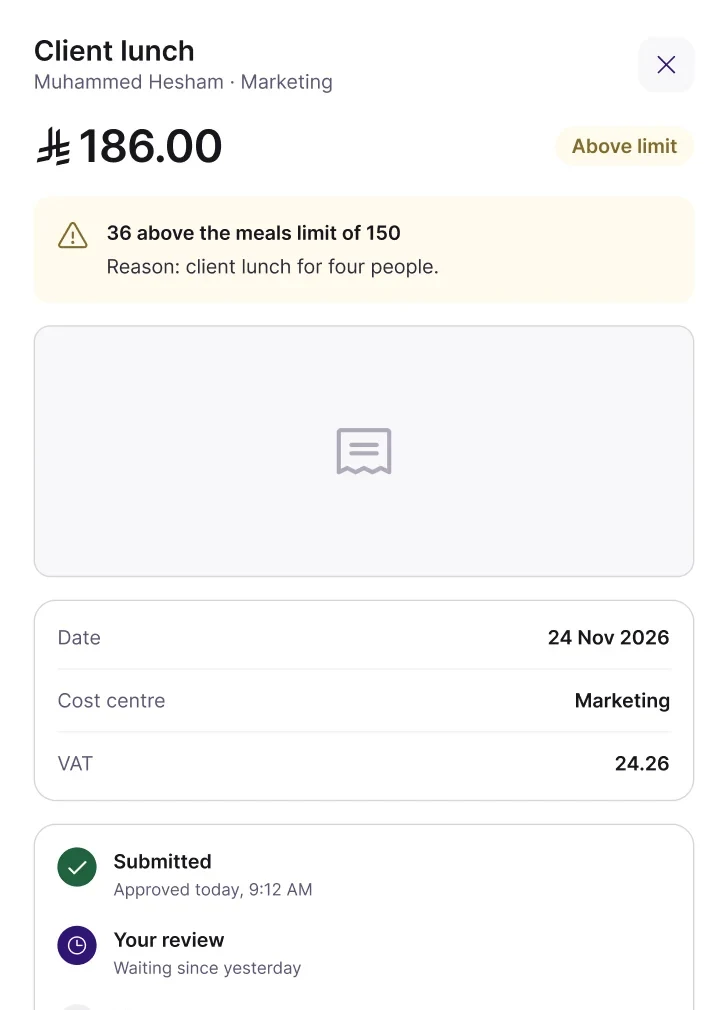 Client lunch
Muhammed Hesham · Marketing
⃁ 186.00
Above limit
36 above the meals limit of 150
Reason: client lunch for four people.
Date
24 Nov 2026
Cost centre
Marketing
VAT
24.26
Submitted
Approved today, 9:12 AM
Your review
Waiting since yesterday